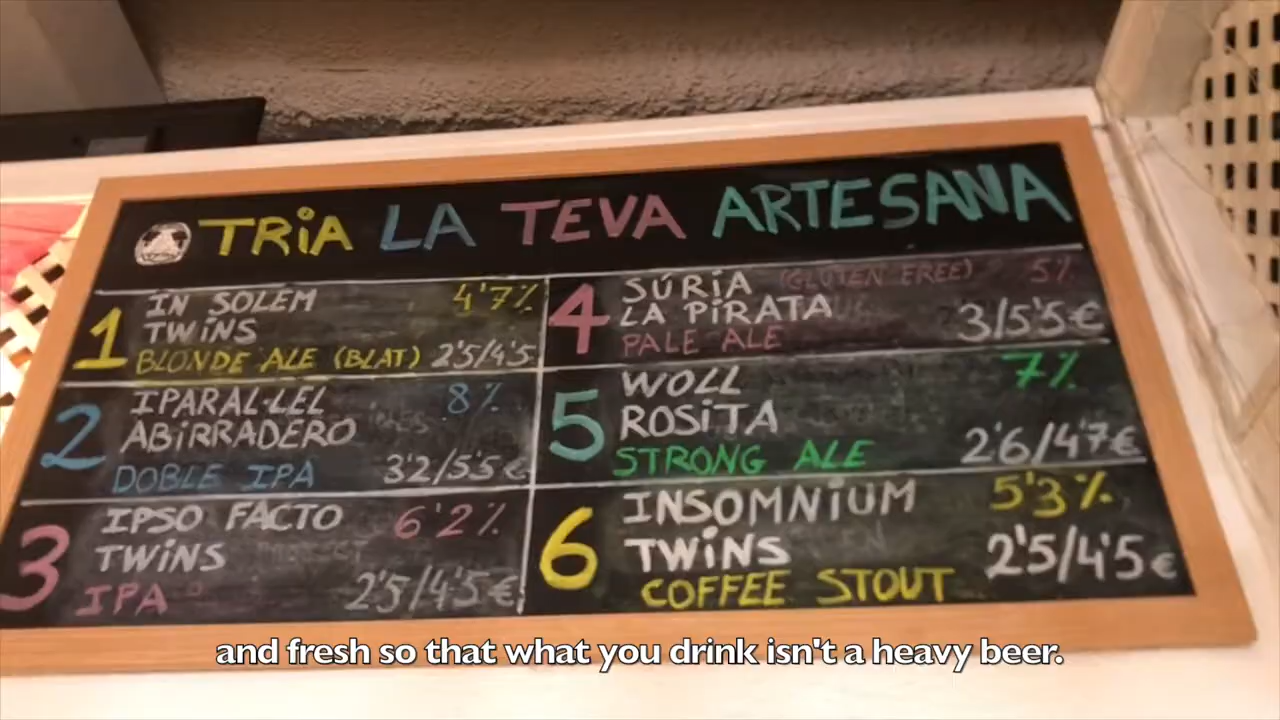 TRiA LA TEVA ARTESANA
1 IN SOLEM 4'7%
TWiNS
BLONDE ALE (BLAT) 2'5/4'5
2 IPARAL·LEL 8%
ABiRRADERO
DOBLE IPA 3'2/5'5€
3 IPSO FACTO 6'2%
TWiNS
IPA 2'5/4'5€
4 SÚRiA (GLUTEN FREE) 5%
LA PiRATA
PALE ALE 3/5'5€
5 WOLL 7%
ROSiTA
STRONG ALE 2'6/4'7€
6 INSOMNiUM 5'3%
TWiNS
COFFEE STOUT 2'5/4'5€
and fresh so that what you drink isn't a heavy beer.